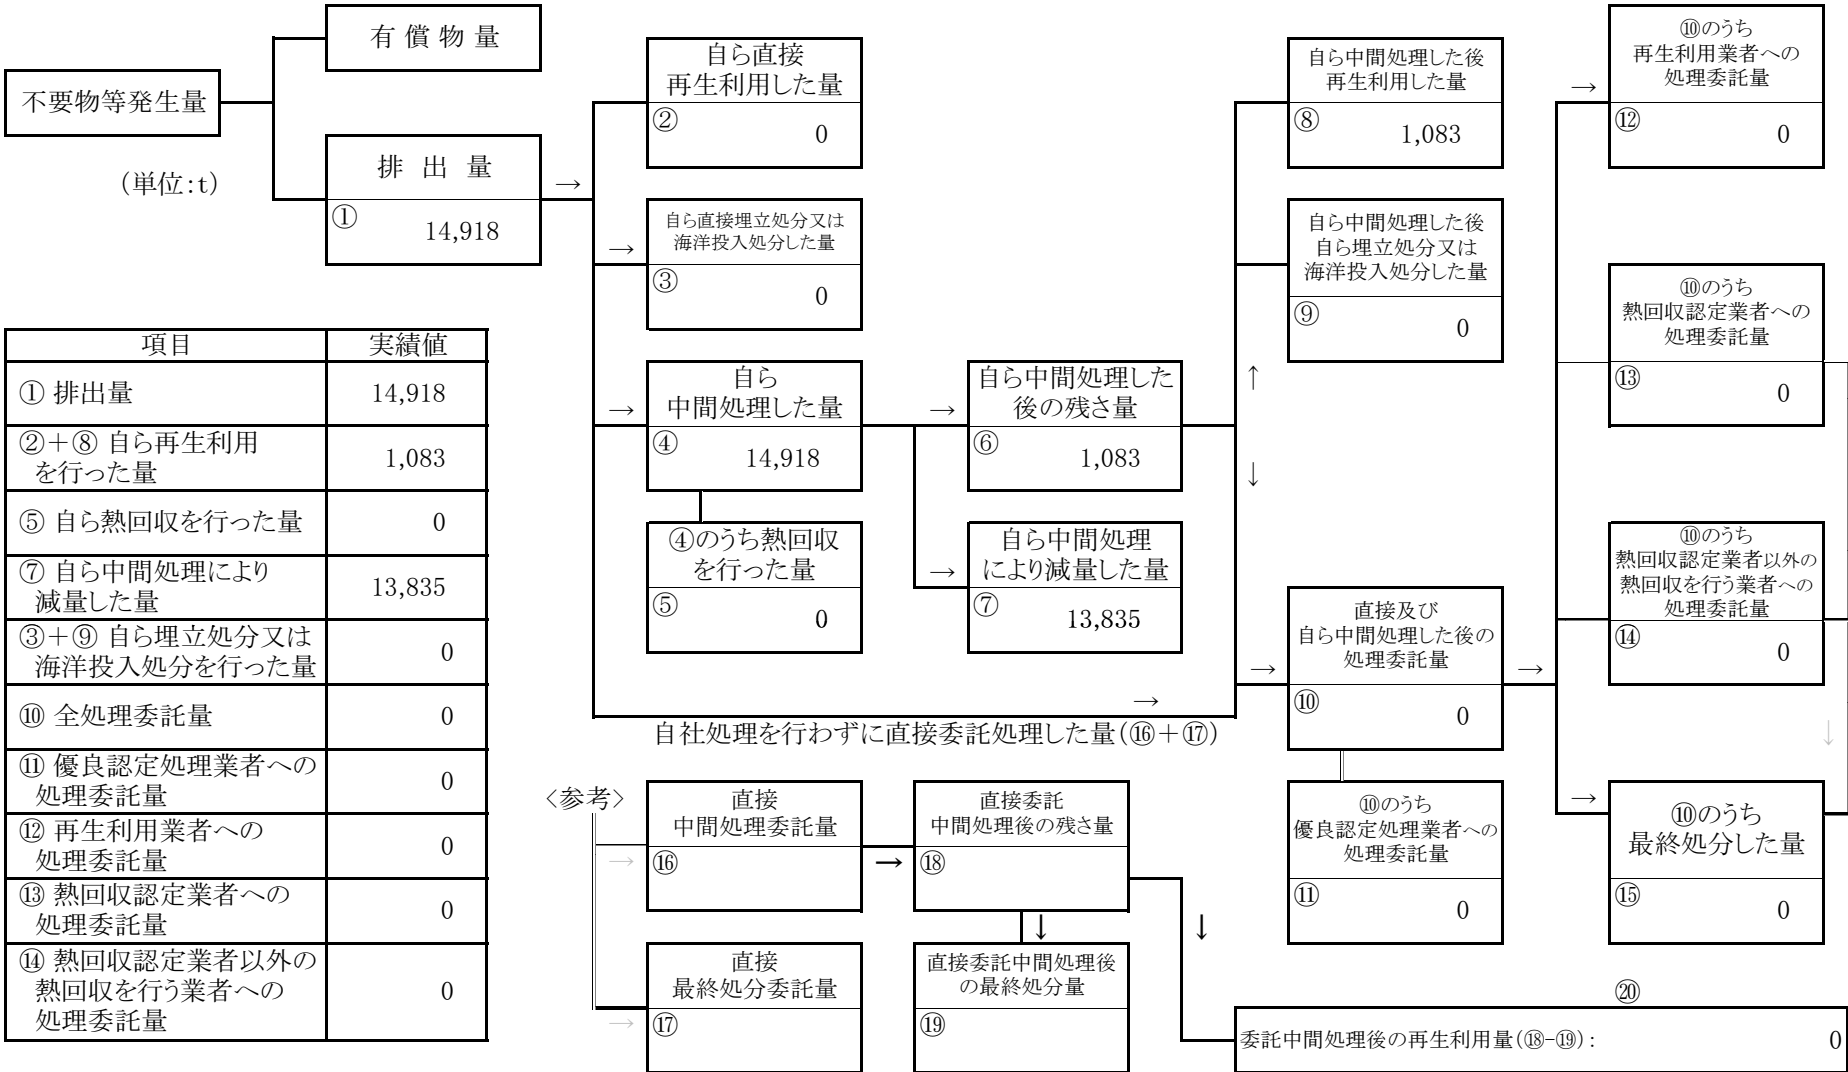 不要物等発生量
(単位:t)
有 償 物 量
排 出 量
①
14,918
→
自ら直接
再生利用した量
②
0
→
自ら直接埋立処分又は
海洋投入処分した量
③
0
→
自ら
中間処理した量
④
14,918
④のうち熱回収
を行った量
⑤
0
→
自ら中間処理した
後の残さ量
⑥
1,083
→
自ら中間処理
により減量した量
⑦
13,835
↑
↓
→
自社処理を行わずに直接委託処理した量(⑯+⑰)
自ら中間処理した後
再生利用した量
⑧
1,083
自ら中間処理した後
自ら埋立処分又は
海洋投入処分した量
⑨
0
→
直接及び
自ら中間処理した後の
処理委託量
⑩
0
⑩のうち
優良認定処理業者への
処理委託量
⑪
0
→
→
⑩のうち
再生利用業者への
処理委託量
⑫
0
⑩のうち
熱回収認定業者への
処理委託量
⑬
0
⑩のうち
熱回収認定業者以外の
熱回収を行う業者への
処理委託量
⑭
0
↓
→
⑩のうち
最終処分した量
⑮
0
項目 実績値
① 排出量 14,918
②+⑧ 自ら再生利用
を行った量 1,083
⑤ 自ら熱回収を行った量 0
⑦ 自ら中間処理により
減量した量 13,835
③+⑨ 自ら埋立処分又は
海洋投入処分を行った量 0
⑩ 全処理委託量 0
⑪ 優良認定処理業者への
処理委託量 0
⑫ 再生利用業者への
処理委託量 0
⑬ 熱回収認定業者への
処理委託量 0
⑭ 熱回収認定業者以外の
熱回収を行う業者への
処理委託量 0
〈参考〉
→
直接
中間処理委託量
⑯
→
直接委託
中間処理後の残さ量
⑱
↓
↓
→
直接
最終処分委託量
⑰
直接委託中間処理後
の最終処分量
⑲
⑳
委託中間処理後の再生利用量(⑱-⑲): 0